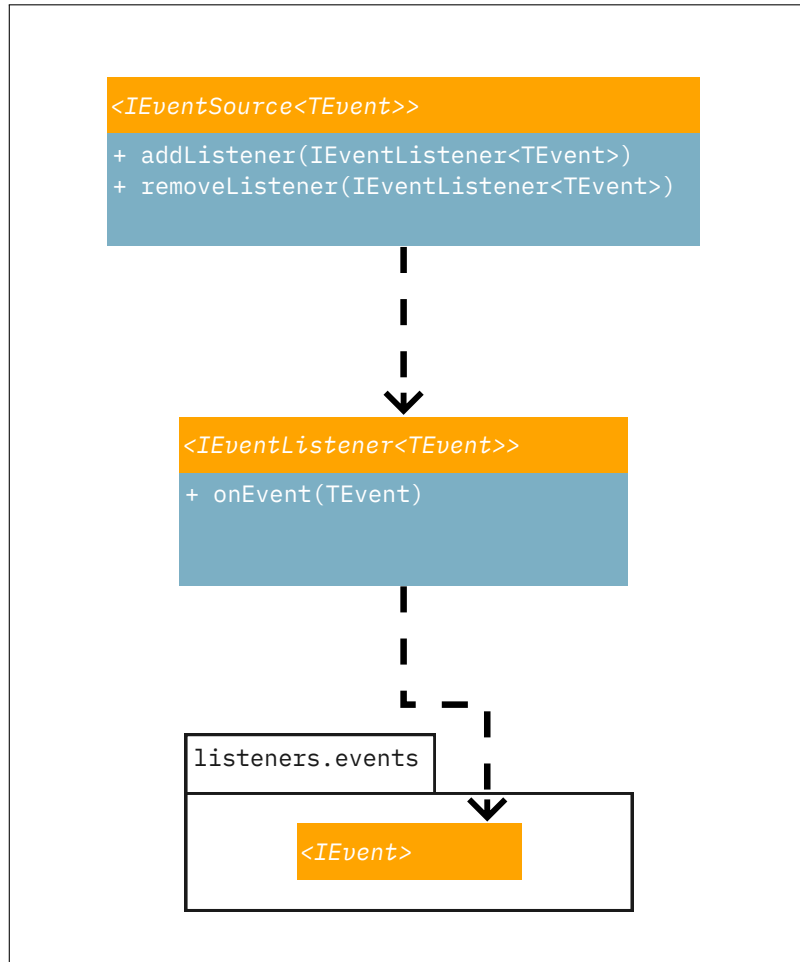 <IEventSource<TEvent>>
+ addListener(IEventListener<TEvent>)
+ removeListener(IEventListener<TEvent>)
<IEventListener<TEvent>>
+ onEvent(TEvent)
listeners.events
<IEvent>